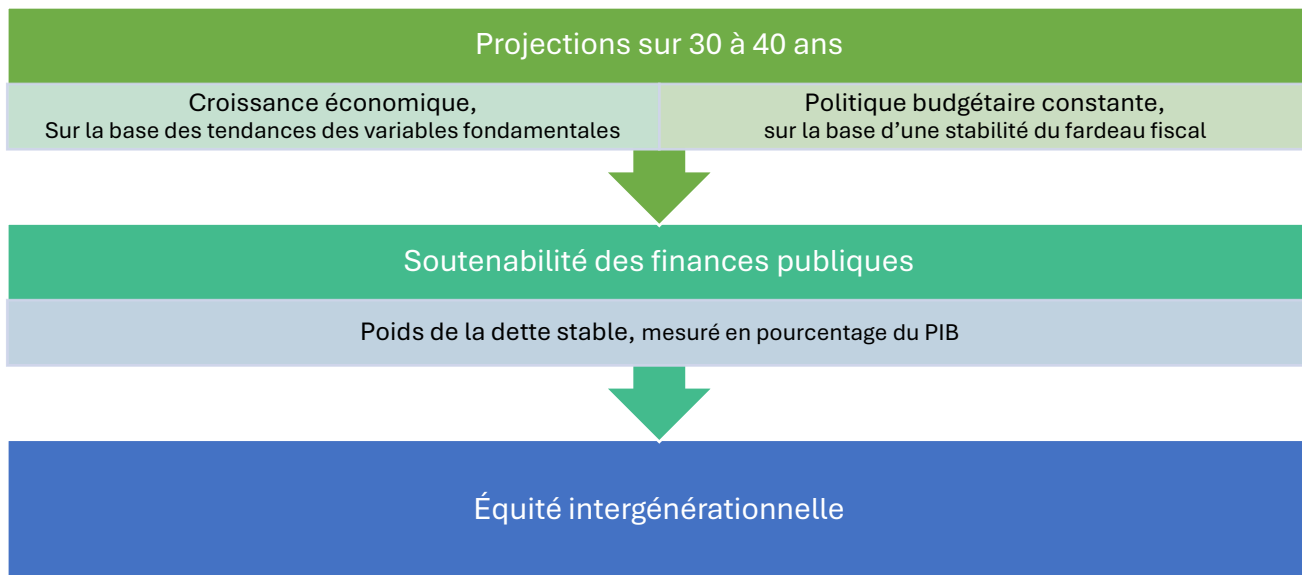 Projections sur 30 à 40 ans
Croissance économique,
Sur la base des tendances des variables fondamentales
Politique budgétaire constante,
sur la base d’une stabilité du fardeau fiscal
Soutenabilité des finances publiques
Poids de la dette stable, mesuré en pourcentage du PIB
Équité intergénérationnelle